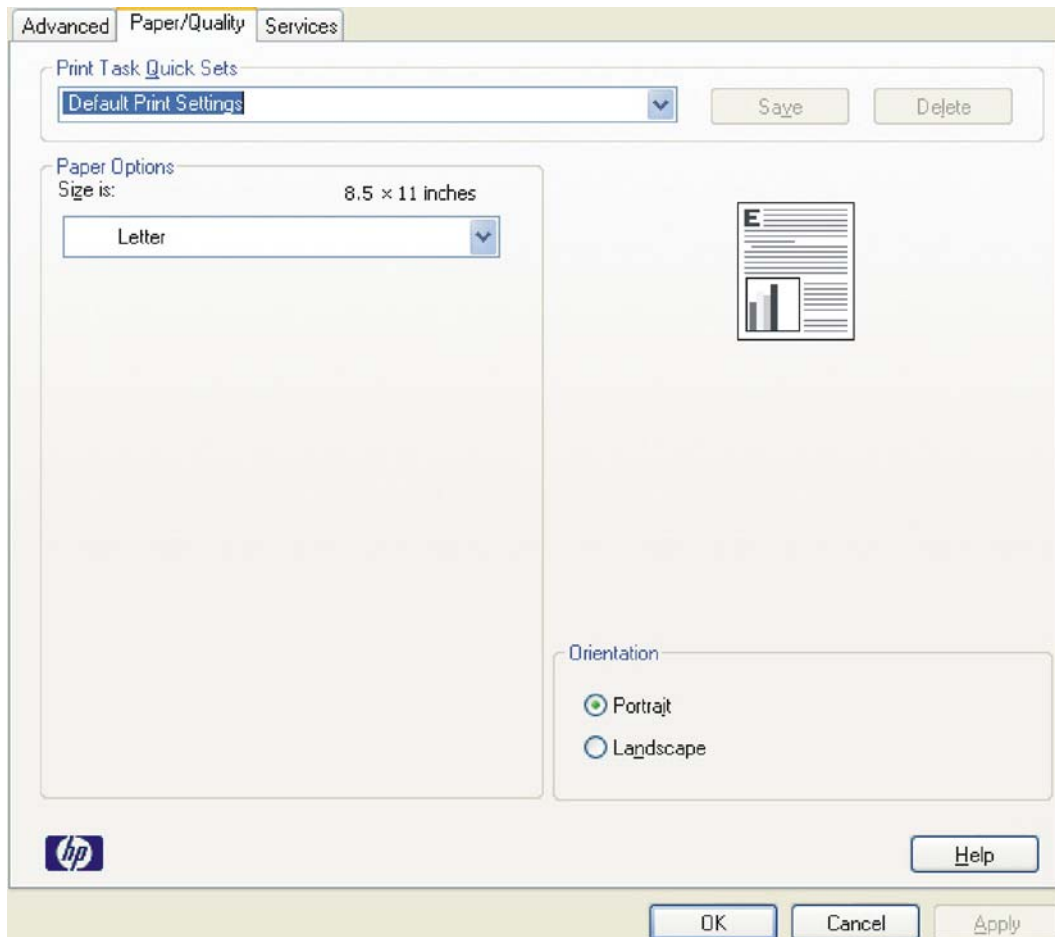 Advanced Paper/Quality Services
Print Task Quick Sets
Default Print Settings Save Delete
Paper Options
Size is: 8.5 × 11 inches
Letter
E
Orientation
Portrait
Landscape
hp
Help
OK Cancel Apply